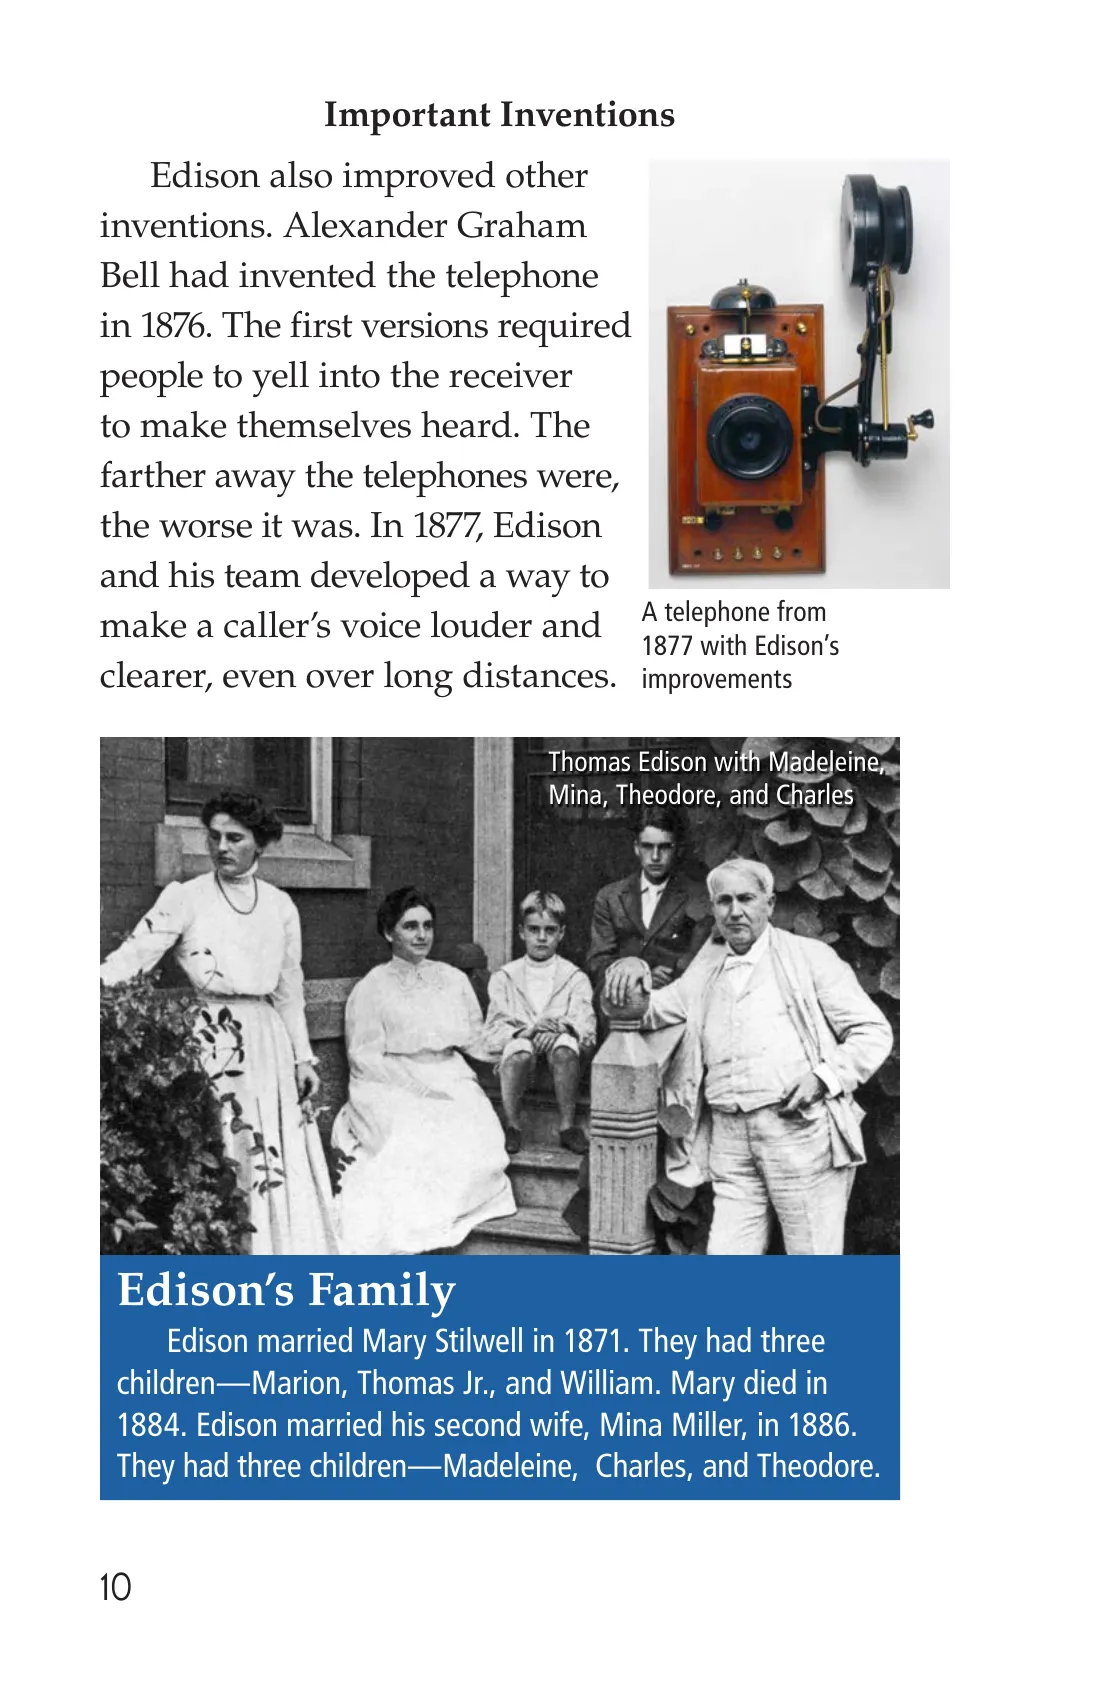 Important Inventions
Edison also improved other
inventions. Alexander Graham
Bell had invented the telephone
in 1876. The first versions required
people to yell into the receiver
to make themselves heard. The
farther away the telephones were,
the worse it was. In 1877, Edison
and his team developed a way to
make a caller’s voice louder and
clearer, even over long distances.
A telephone from
1877 with Edison’s
improvements
Thomas Edison with Madeleine,
Mina, Theodore, and Charles
Edison’s Family
Edison married Mary Stilwell in 1871. They had three
children—Marion, Thomas Jr., and William. Mary died in
1884. Edison married his second wife, Mina Miller, in 1886.
They had three children—Madeleine,  Charles, and Theodore.
10